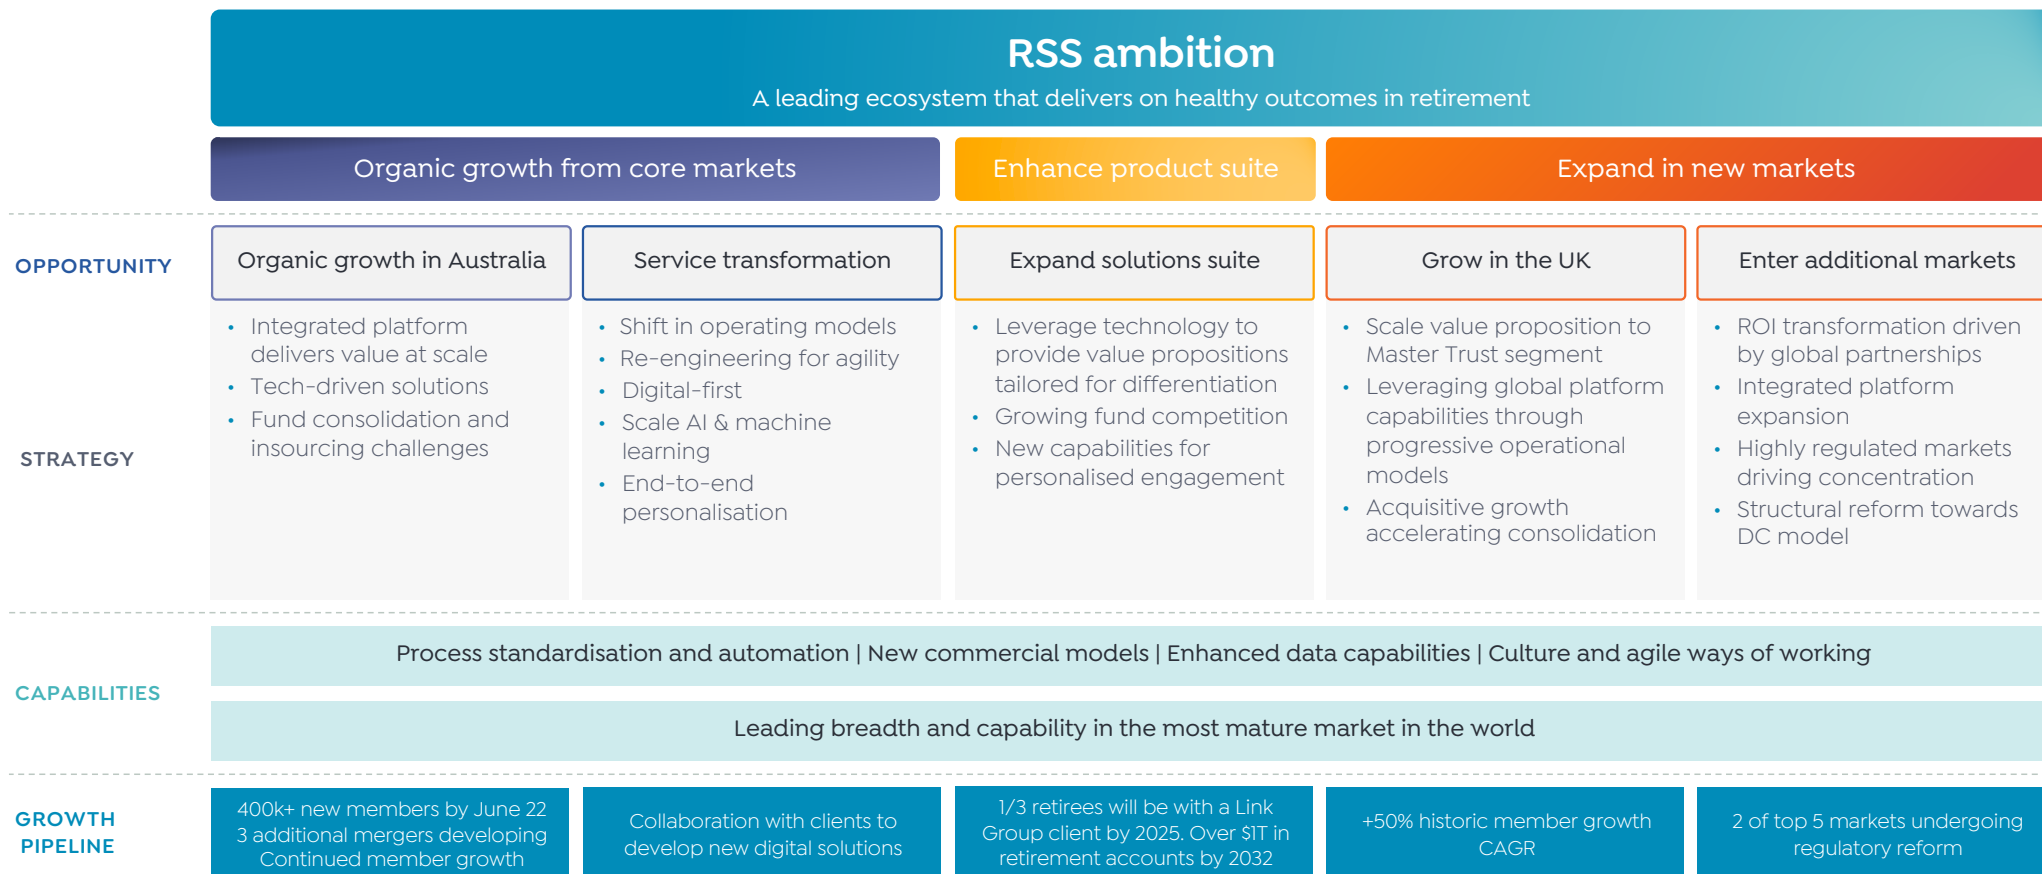 RSS ambition
A leading ecosystem that delivers on healthy outcomes in retirement
Organic growth from core markets
Enhance product suite
Expand in new markets
OPPORTUNITY
Organic growth in Australia
Service transformation
Expand solutions suite
Grow in the UK
Enter additional markets
STRATEGY
• Integrated platform
delivers value at scale
• Tech-driven solutions
• Fund consolidation and
insourcing challenges
• Shift in operating models
• Re-engineering for agility
• Digital-first
• Scale AI & machine
learning
• End-to-end
personalisation
• Leverage technology to
provide value propositions
tailored for differentiation
• Growing fund competition
• New capabilities for
personalised engagement
• Scale value proposition to
Master Trust segment
• Leveraging global platform
capabilities through
progressive operational
models
• Acquisitive growth
accelerating consolidation
• ROI transformation driven
by global partnerships
• Integrated platform
expansion
• Highly regulated markets
driving concentration
• Structural reform towards
DC model
CAPABILITIES
Process standardisation and automation | New commercial models | Enhanced data capabilities | Culture and agile ways of working
Leading breadth and capability in the most mature market in the world
GROWTH
PIPELINE
400k+ new members by June 22
3 additional mergers developing
Continued member growth
Collaboration with clients to
develop new digital solutions
1/3 retirees will be with a Link
Group client by 2025. Over $1T in
retirement accounts by 2032
+50% historic member growth
CAGR
2 of top 5 markets undergoing
regulatory reform